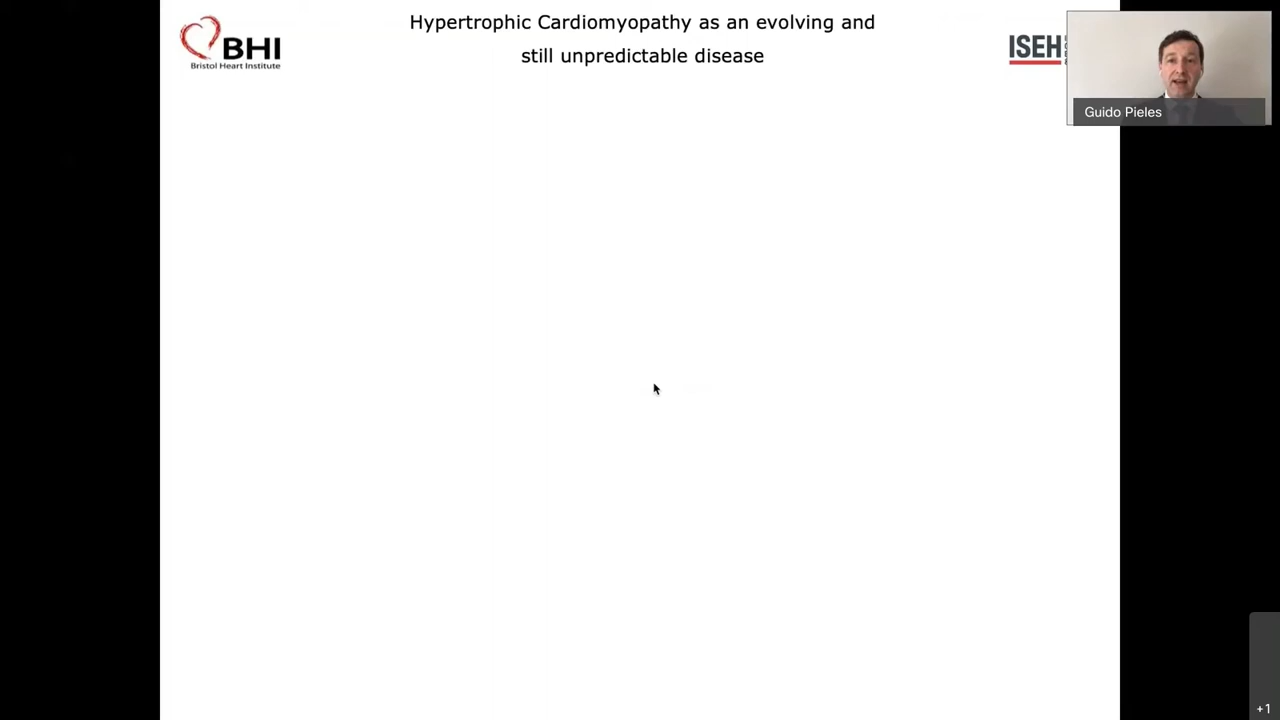 Hypertrophic Cardiomyopathy as an evolving and
still unpredictable disease
BHI
Bristol Heart Institute
ISEH
Guido Pieles
+1